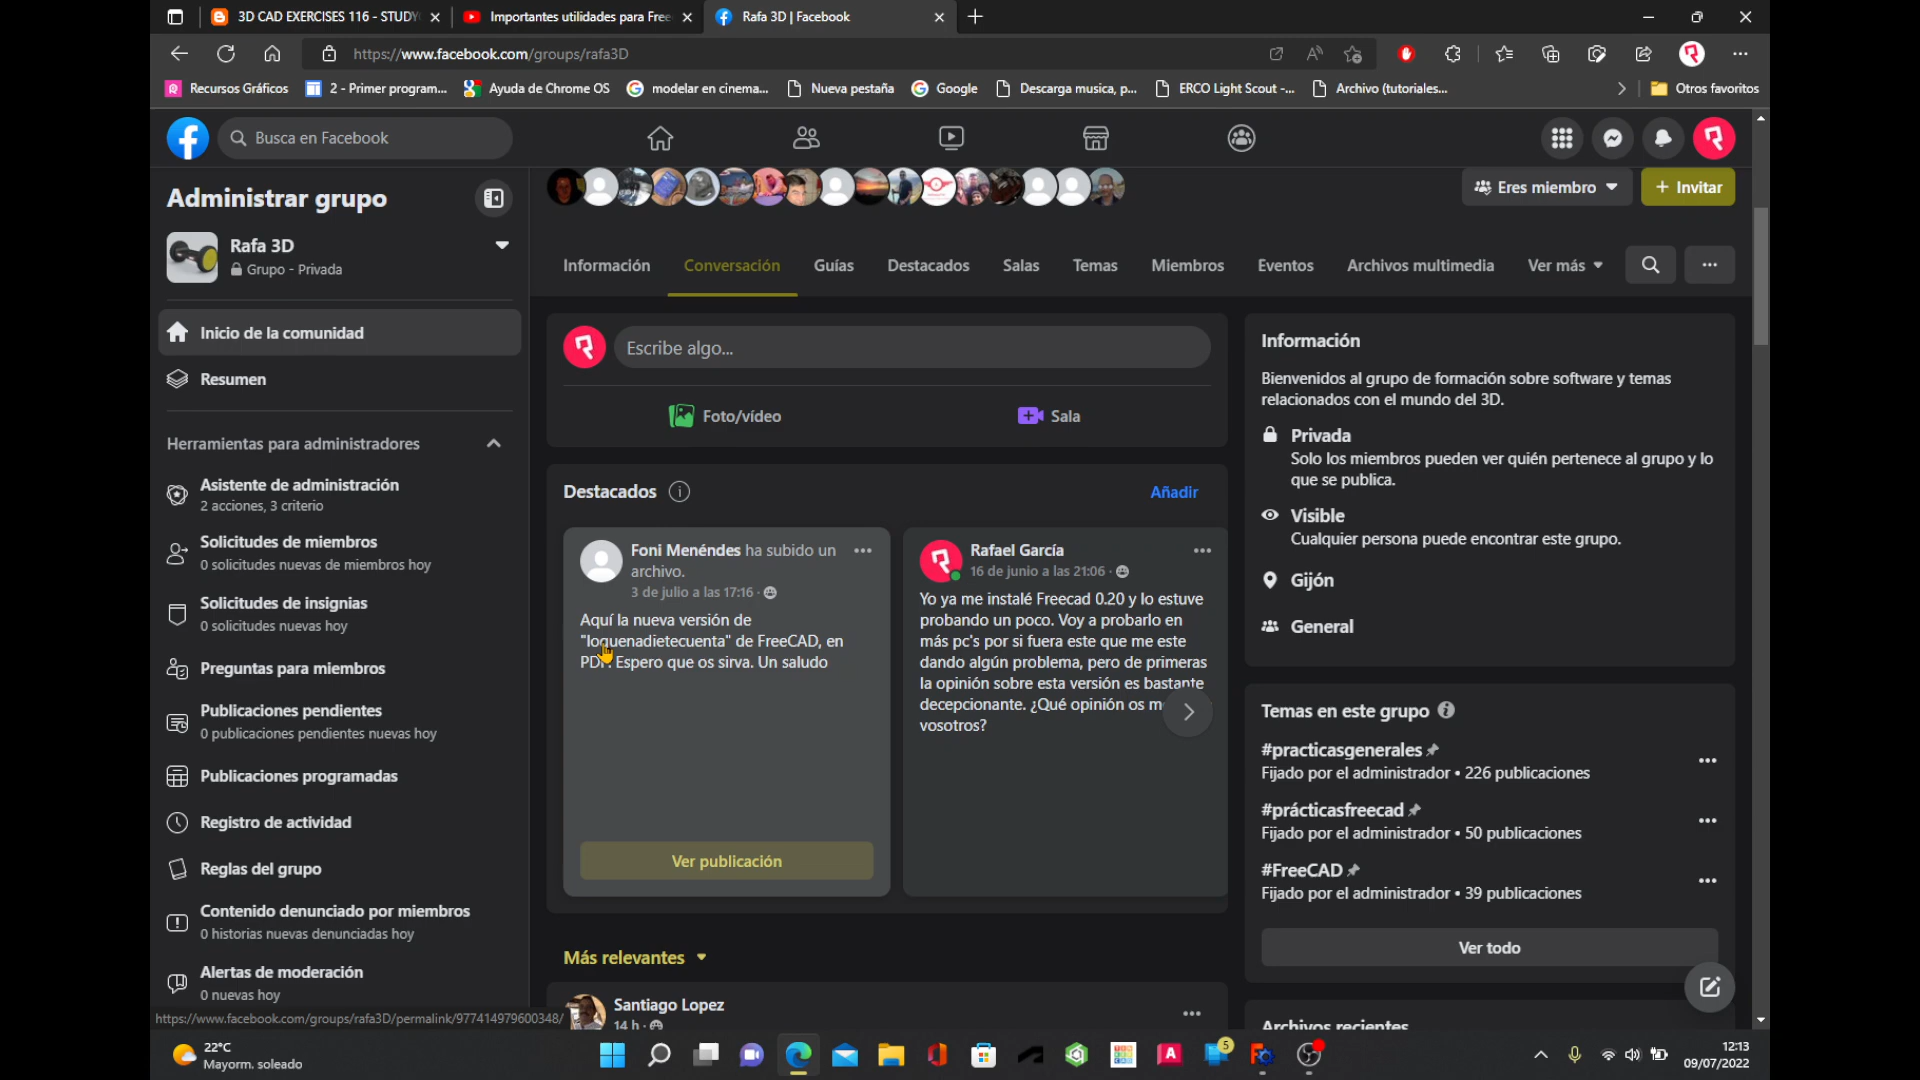 3D CAD EXERCISES 116 - STUDY
Importantes utilidades para Free
Rafa 3D | Facebook
https://www.facebook.com/groups/rafa3D
Recursos Gráficos
2 - Primer program...
Ayuda de Chrome OS
modelar en cinema...
Nueva pestaña
Google
Descarga musica, p...
ERCO Light Scout -...
Archivo (tutoriales...
Otros favoritos
Busca en Facebook
Administrar grupo
Rafa 3D
Grupo - Privada
Inicio de la comunidad
Resumen
Herramientas para administradores
Asistente de administración
2 acciones, 3 criterio
Solicitudes de miembros
0 solicitudes nuevas de miembros hoy
Solicitudes de insignias
0 solicitudes nuevas hoy
Preguntas para miembros
Publicaciones pendientes
0 publicaciones pendientes nuevas hoy
Publicaciones programadas
Registro de actividad
Reglas del grupo
Contenido denunciado por miembros
0 historias nuevas denunciadas hoy
Alertas de moderación
0 nuevas hoy
https://www.facebook.com/groups/rafa3D/permalink/977414979600348/
Eres miembro
+ Invitar
Información
Conversación
Guías
Destacados
Salas
Temas
Miembros
Eventos
Archivos multimedia
Ver más
Escribe algo...
Foto/vídeo
Sala
Destacados
Añadir
Foni Menéndes ha subido un
archivo.
3 de julio a las 17:16 ·
Aquí la nueva versión de
"loquenadietecuenta" de FreeCAD, en
PDF. Espero que os sirva. Un saludo
Ver publicación
Rafael García
16 de junio a las 21:06 ·
Yo ya me instalé Freecad 0.20 y lo estuve
probando un poco. Voy a probarlo en
más pc's por si fuera este que me este
dando algún problema, pero de primeras
la opinión sobre esta versión es bastante
decepcionante. ¿Qué opinión os m
vosotros?
Más relevantes
Santiago Lopez
14 h ·
Información
Bienvenidos al grupo de formación sobre software y temas
relacionados con el mundo del 3D.
Privada
Solo los miembros pueden ver quién pertenece al grupo y lo
que se publica.
Visible
Cualquier persona puede encontrar este grupo.
Gijón
General
Temas en este grupo
#practicasgenerales
Fijado por el administrador • 226 publicaciones
#prácticasfreecad
Fijado por el administrador • 50 publicaciones
#FreeCAD
Fijado por el administrador • 39 publicaciones
Ver todo
Archivos recientes
22°C
Mayorm. soleado
5
12:13
09/07/2022